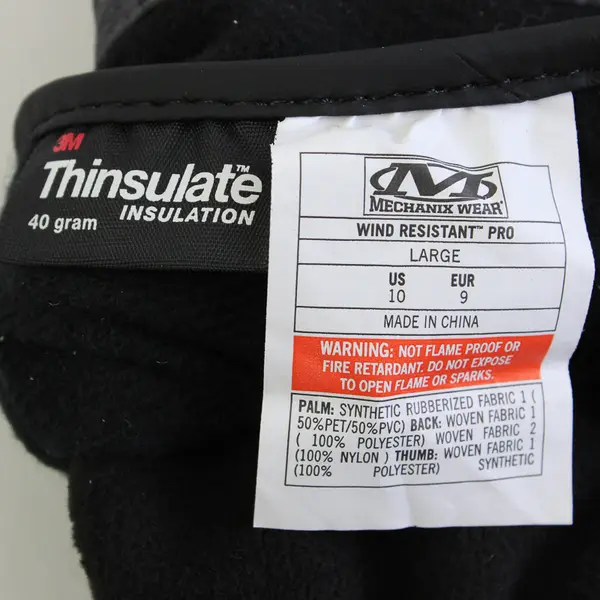 3M
Thinsulate™
INSULATION
40 gram
M
MECHANIX WEAR®
WIND RESISTANT™ PRO
LARGE
US EUR
10 9
MADE IN CHINA
WARNING: NOT FLAME PROOF OR
FIRE RETARDANT. DO NOT EXPOSE
TO OPEN FLAME OR SPARKS.
PALM: SYNTHETIC RUBBERIZED FABRIC 1 (
50%PET/50%PVC) BACK: WOVEN FABRIC 1
( 100% POLYESTER) WOVEN FABRIC 2
(100% NYLON ) THUMB: WOVEN FABRIC 1
(100% POLYESTER) SYNTHETIC